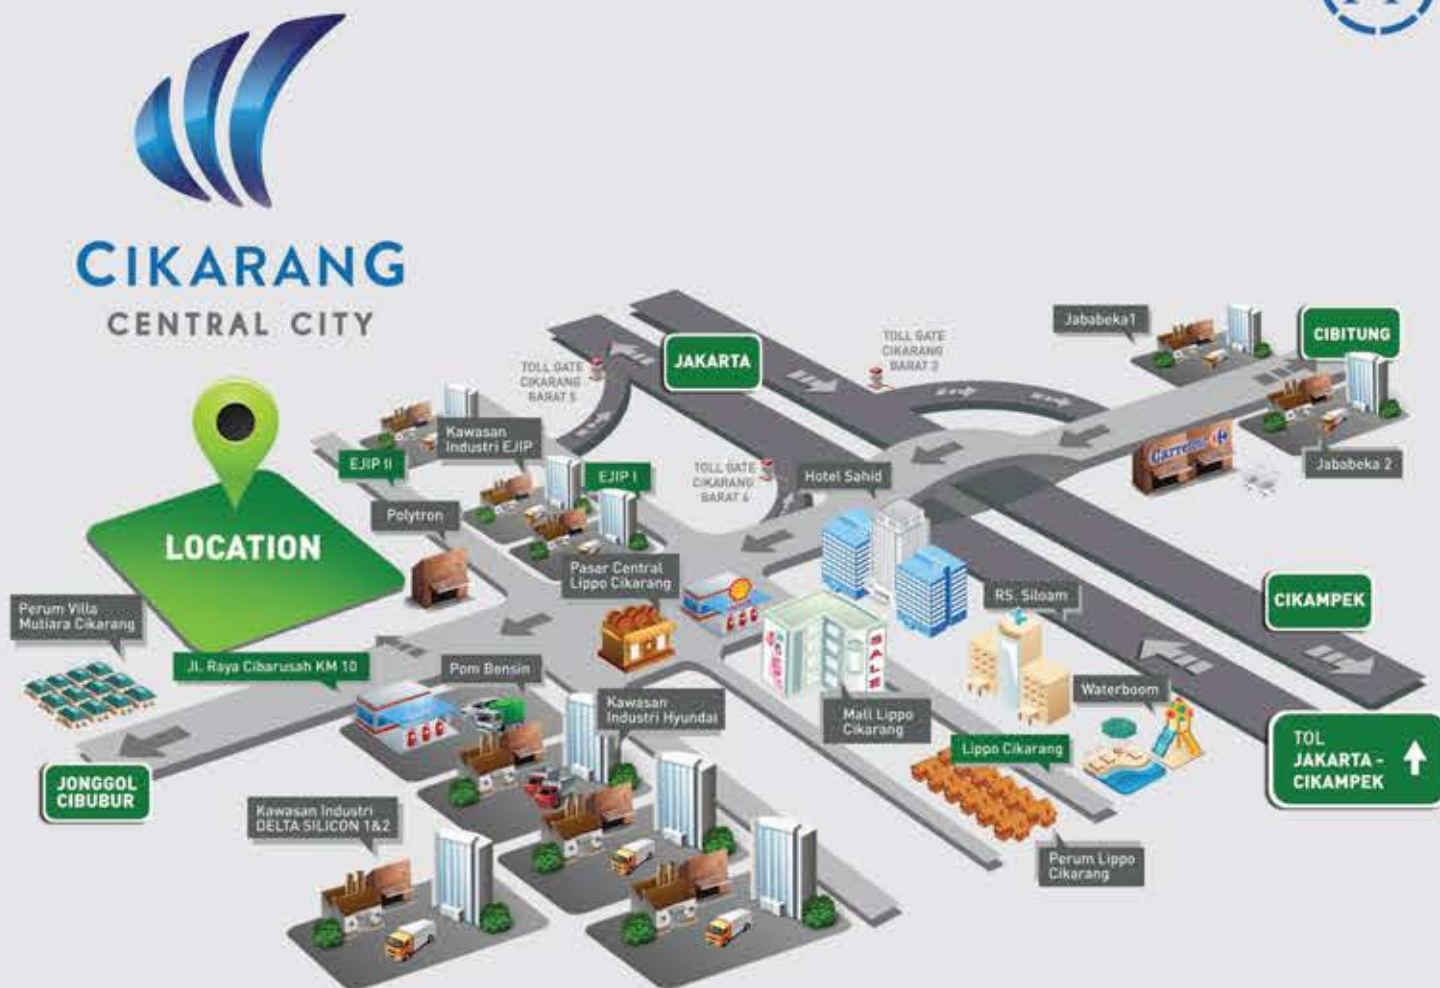 CIKARANG
CENTRAL CITY
JAKARTA
TOLL GATE
CIKARANG
BARAT 5
TOLL GATE
CIKARANG
BARAT 3
Jababeka1
CIBITUNG
Kawasan
Industri EJIP
EJIP II
EJIP I
TOLL GATE
CIKARANG
BARAT 4
Hotel Sahid
Carrefour
Jababeka 2
Polytron
LOCATION
Pasar Central
Lippo Cikarang
RS. Siloam
CIKAMPEK
Perum Villa
Mutiara Cikarang
Jl. Raya Cibarusah KM 10
Pom Bensin
SALE
Waterboom
Kawasan
Industri Hyundai
Mall Lippo
Cikarang
Lippo Cikarang
TOL
JAKARTA -
CIKAMPEK
JONGGOL
CIBUBUR
Kawasan Industri
DELTA SILICON 1&2
Perum Lippo
Cikarang